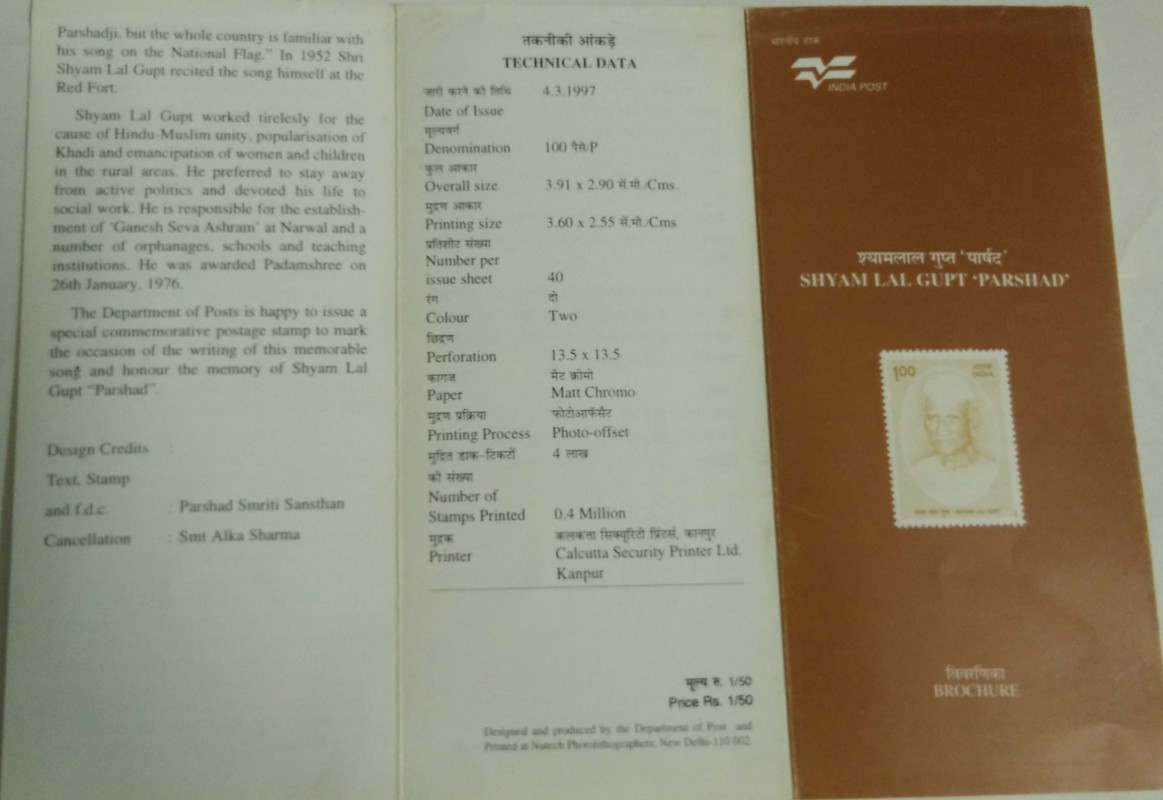 Parshadji, but the whole country is familiar with
his song on the National Flag." In 1952 Shri
Shyam Lal Gupt recited the song himself at the
Red Fort.
Shyam Lal Gupt worked tirelesly for the
cause of Hindu-Muslim unity, popularisation of
Khadi and emancipation of women and children
in the rural areas. He preferred to stay away
from active politics and devoted his life to
social work. He is responsible for the establish-
ment of 'Ganesh Seva Ashram' at Narwal and a
number of orphanages, schools and teaching
institutions. He was awarded Padamshree on
26th January, 1976.
The Department of Posts is happy to issue a
special commemorative postage stamp to mark
the occasion of the writing of this memorable
song and honour the memory of Shyam Lal
Gupt "Parshad".
Design Credits :
Text, Stamp
and f.d.c. : Parshad Smriti Sansthan
Cancellation : Smt Alka Sharma
तकनीकी आंकड़े
TECHNICAL DATA
जारी करने की तिथि 4.3.1997
Date of Issue
मूल्यवर्ग
Denomination 100 पैसे/P
कुल आकार
Overall size 3.91 x 2.90 सें.मी./Cms.
मुद्रण आकार
Printing size 3.60 x 2.55 सें.मी./Cms
प्रतिशीट संख्या
Number per
issue sheet 40
रंग दो
Colour Two
छिद्रण
Perforation 13.5 x 13.5
कागज मैट क्रोमो
Paper Matt Chromo
मुद्रण प्रक्रिया फोटोआफॅसैट
Printing Process Photo-offset
मुद्रित डाक-टिकटों 4 लाख
की संख्या
Number of
Stamps Printed 0.4 Million
मुद्रक कलकत्ता सिक्यूरिटी प्रिंटर्स, कानपुर
Printer Calcutta Security Printer Ltd.
Kanpur
मूल्य रु. 1/50
Price Rs. 1/50
Designed and produced by the Department of Post and
Printed at Nutech Photolithographers, New Delhi-110 002.
भारतीय डाक
INDIA POST
श्यामलाल गुप्त 'पार्षद'
SHYAM LAL GUPT 'PARSHAD'
1.00 भारत
INDIA
विवरणिका
BROCHURE